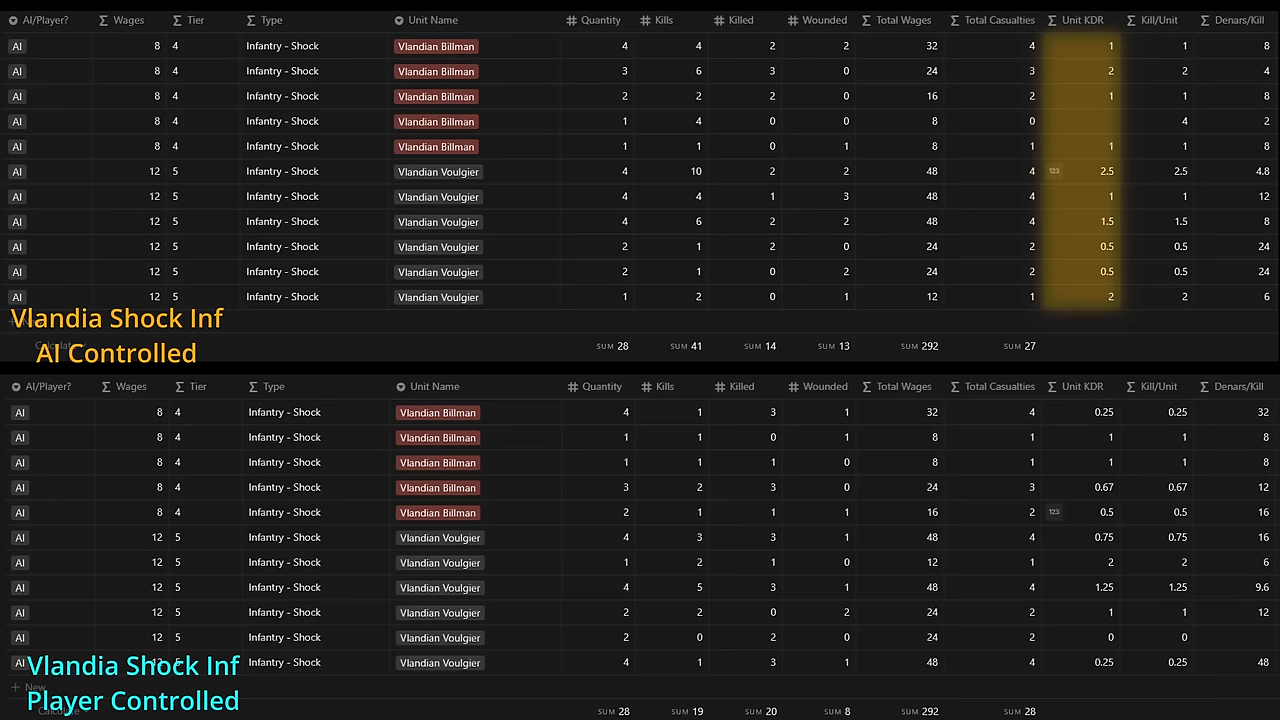 AI/Player? Σ Wages Σ Tier Σ Type Unit Name # Quantity # Kills # Killed # Wounded Σ Total Wages Σ Total Casualties Σ Unit KDR Σ Kill/Unit Σ Denars/Kill
AI 8 4 Infantry - Shock Vlandian Billman 4 4 2 2 32 4 1 1 8
AI 8 4 Infantry - Shock Vlandian Billman 3 6 3 0 24 3 2 2 4
AI 8 4 Infantry - Shock Vlandian Billman 2 2 2 0 16 2 1 1 8
AI 8 4 Infantry - Shock Vlandian Billman 1 4 0 0 8 0 4 2
AI 8 4 Infantry - Shock Vlandian Billman 1 1 0 1 8 1 1 1 8
AI 12 5 Infantry - Shock Vlandian Voulgier 4 10 2 2 48 4 123 2.5 2.5 4.8
AI 12 5 Infantry - Shock Vlandian Voulgier 4 4 1 3 48 4 1 1 12
AI 12 5 Infantry - Shock Vlandian Voulgier 4 6 2 2 48 4 1.5 1.5 8
AI 12 5 Infantry - Shock Vlandian Voulgier 2 1 2 0 24 2 0.5 0.5 24
AI 12 5 Infantry - Shock Vlandian Voulgier 2 1 0 2 24 2 0.5 0.5 24
AI 12 5 Infantry - Shock Vlandian Voulgier 1 2 0 1 12 1 2 2 6
Vlandia Shock Inf
AI Controlled
Calculate SUM 28 SUM 41 SUM 14 SUM 13 SUM 292 SUM 27
AI/Player? Σ Wages Σ Tier Σ Type Unit Name # Quantity # Kills # Killed # Wounded Σ Total Wages Σ Total Casualties Σ Unit KDR Σ Kill/Unit Σ Denars/Kill
AI 8 4 Infantry - Shock Vlandian Billman 4 1 3 1 32 4 0.25 0.25 32
AI 8 4 Infantry - Shock Vlandian Billman 1 1 0 1 8 1 1 1 8
AI 8 4 Infantry - Shock Vlandian Billman 1 1 1 0 8 1 1 1 8
AI 8 4 Infantry - Shock Vlandian Billman 3 2 3 0 24 3 0.67 0.67 12
AI 8 4 Infantry - Shock Vlandian Billman 2 1 1 1 16 2 123 0.5 0.5 16
AI 12 5 Infantry - Shock Vlandian Voulgier 4 3 3 1 48 4 0.75 0.75 16
AI 12 5 Infantry - Shock Vlandian Voulgier 1 2 1 0 12 1 2 2 6
AI 12 5 Infantry - Shock Vlandian Voulgier 4 5 3 1 48 4 1.25 1.25 9.6
AI 12 5 Infantry - Shock Vlandian Voulgier 2 2 0 2 24 2 1 1 12
AI 12 5 Infantry - Shock Vlandian Voulgier 2 0 2 0 24 2 0 0
AI 12 5 Infantry - Shock Vlandian Voulgier 4 1 3 1 48 4 0.25 0.25 48
Vlandia Shock Inf
+ New
Player Controlled
Calculate SUM 28 SUM 19 SUM 20 SUM 8 SUM 292 SUM 28